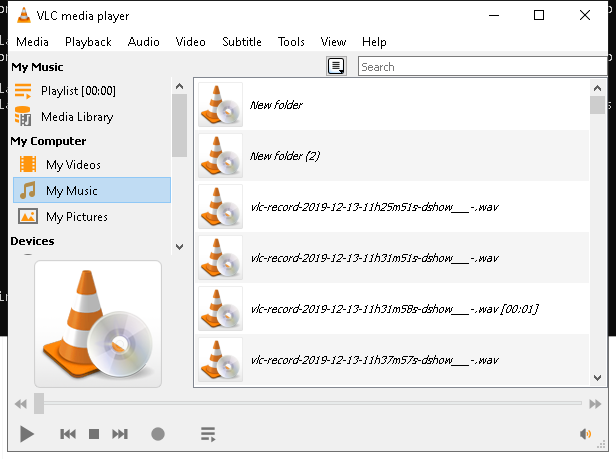 VLC media player
Media Playback Audio Video Subtitle Tools View Help
My Music
Search
Playlist [00:00]
Media Library
My Computer
My Videos
My Music
My Pictures
Devices
New folder
New folder (2)
vlc-record-2019-12-13-11h25m51s-dshow___-.wav
vlc-record-2019-12-13-11h31m51s-dshow___-.wav
vlc-record-2019-12-13-11h31m58s-dshow___-.wav [00:01]
vlc-record-2019-12-13-11h37m57s-dshow___-.wav